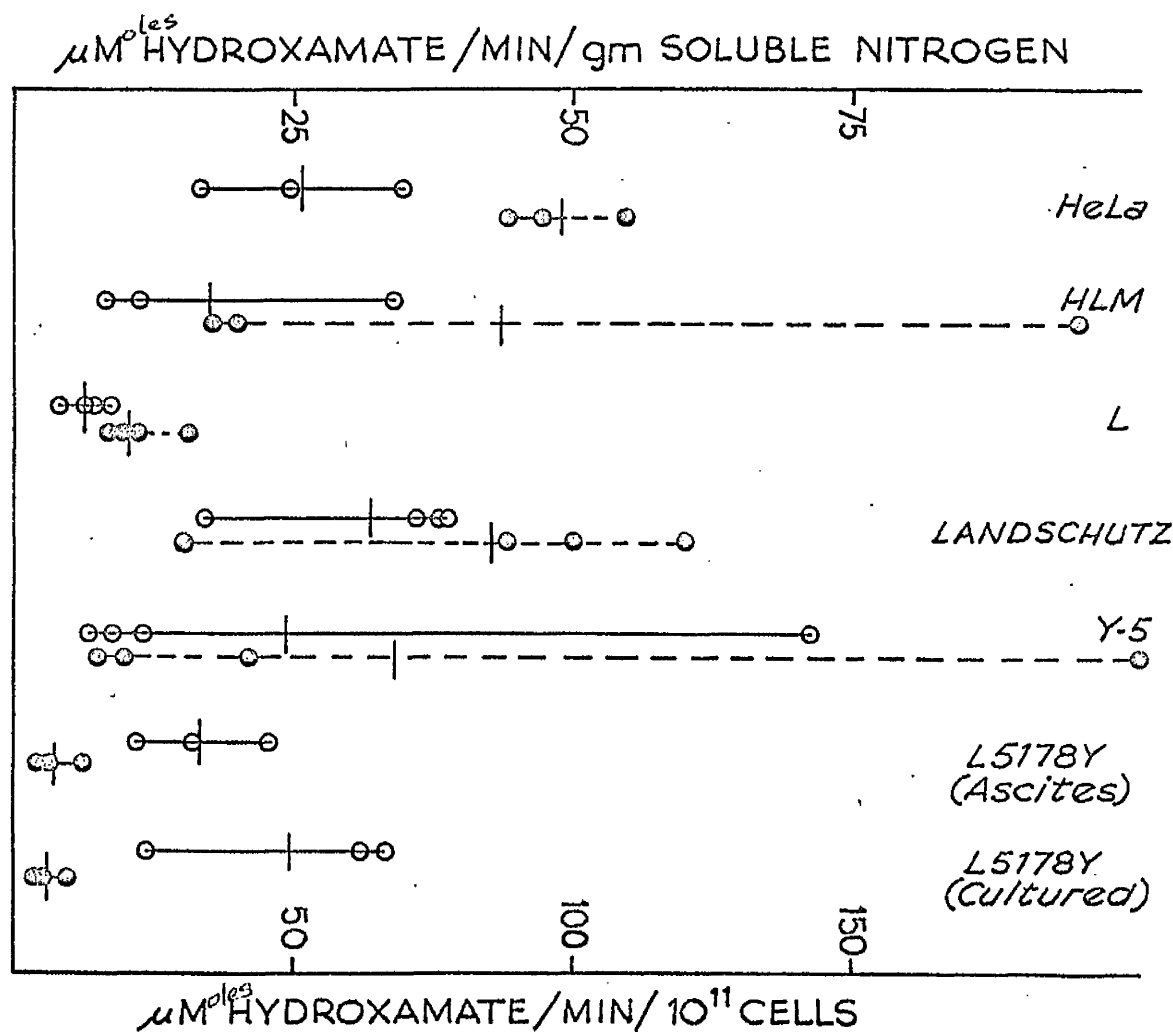 μMoles HYDROXAMATE/MIN/gm SOLUBLE NITROGEN
25 50 75
HeLa
HLM
L
LANDSCHUTZ
Y-5
L5178Y
(Ascites)
L5178Y
(Cultured)
50 100 150
μMoles HYDROXAMATE/MIN/10¹¹ CELLS